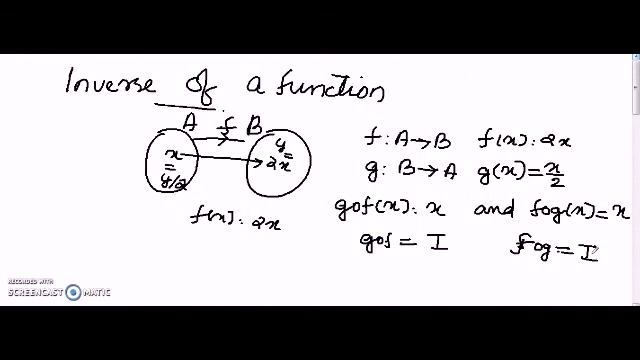 Inverse of a function
A f B
f : A → B f(x) : 2x
x y
= =
y/2 2x
g : B → A g(x) = x/2
gof(x) : x and fog(x) = x
f(x) : 2x
gof = I fog = I
RECORDED WITH
SCREENCAST MATIC